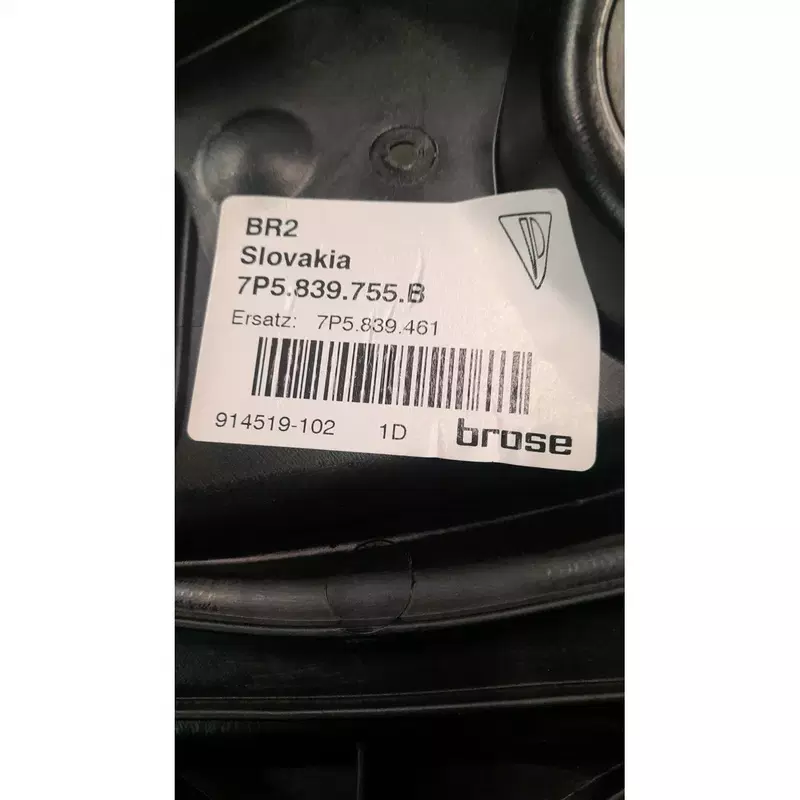 BR2
Slovakia
7P5.839.755.B
Ersatz: 7P5.839.461
914519-102 1D brose